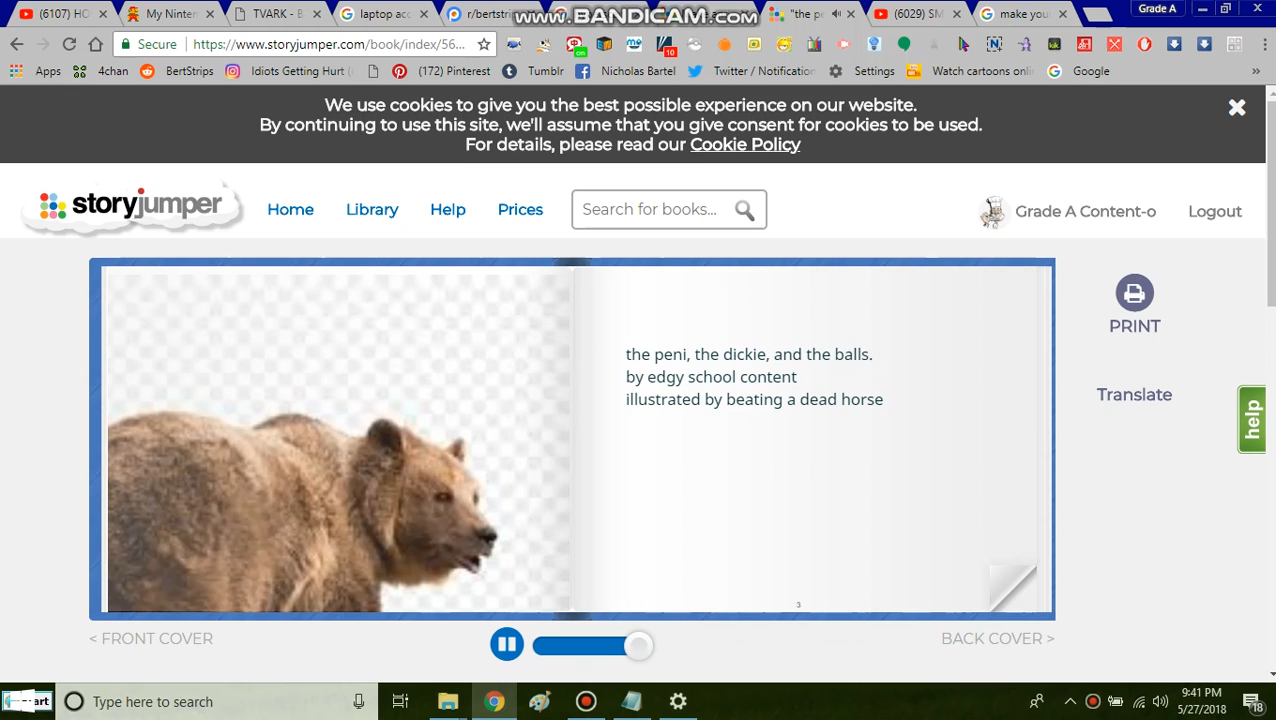 www.BANDICAM.com
(6107) HO
My Ninten
TVARK - D
laptop acc
r/bertstrip
"the pe
(6029) SM
make you
Grade A
Secure
https://www.storyjumper.com/book/index/56...
on
10
kik
Apps
4chan
BertStrips
Idiots Getting Hurt (
(172) Pinterest
Tumblr
Nicholas Bartel
Twitter / Notification
Settings
Watch cartoons onli
Google
We use cookies to give you the best possible experience on our website.
By continuing to use this site, we'll assume that you give consent for cookies to be used.
For details, please read our Cookie Policy
storyjumper
Home
Library
Help
Prices
Search for books...
Grade A Content-o
Logout
the peni, the dickie, and the balls.
by edgy school content
illustrated by beating a dead horse
3
PRINT
Translate
help
< FRONT COVER
BACK COVER >
Type here to search
9:41 PM
5/27/2018
18